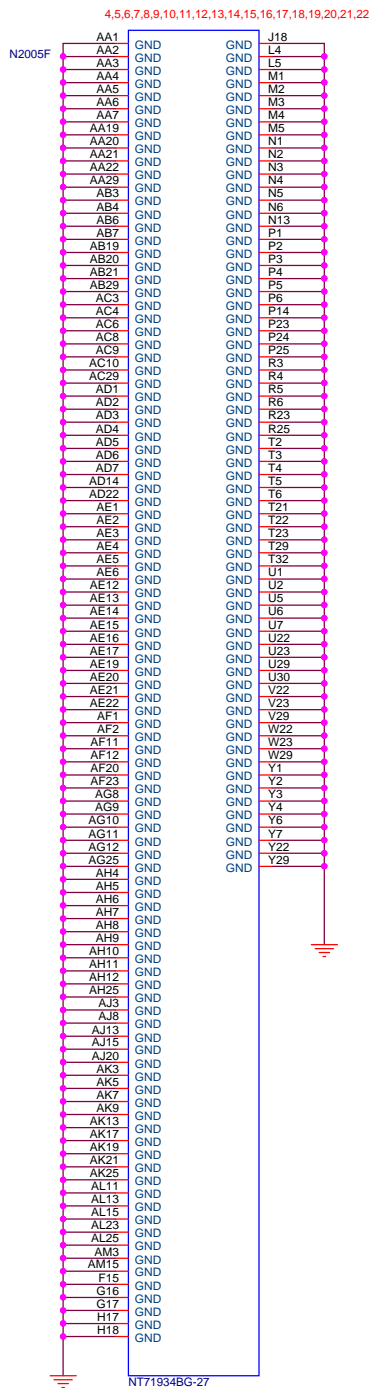 4,5,6,7,8,9,10,11,12,13,14,15,16,17,18,19,20,21,22
N2005F
AA1 GND GND J18
AA2 GND GND L4
AA3 GND GND L5
AA4 GND GND M1
AA5 GND GND M2
AA6 GND GND M3
AA7 GND GND M4
AA19 GND GND M5
AA20 GND GND N1
AA21 GND GND N2
AA22 GND GND N3
AA29 GND GND N4
AB3 GND GND N5
AB4 GND GND N6
AB6 GND GND N13
AB7 GND GND P1
AB19 GND GND P2
AB20 GND GND P3
AB21 GND GND P4
AB29 GND GND P5
AC3 GND GND P6
AC4 GND GND P14
AC6 GND GND P23
AC8 GND GND P24
AC9 GND GND P25
AC10 GND GND R3
AC29 GND GND R4
AD1 GND GND R5
AD2 GND GND R6
AD3 GND GND R23
AD4 GND GND R25
AD5 GND GND T2
AD6 GND GND T3
AD7 GND GND T4
AD14 GND GND T5
AD22 GND GND T6
AE1 GND GND T21
AE2 GND GND T22
AE3 GND GND T23
AE4 GND GND T29
AE5 GND GND T32
AE6 GND GND U1
AE12 GND GND U2
AE13 GND GND U5
AE14 GND GND U6
AE15 GND GND U7
AE16 GND GND U22
AE17 GND GND U23
AE19 GND GND U29
AE20 GND GND U30
AE21 GND GND V22
AE22 GND GND V23
AF1 GND GND V29
AF2 GND GND W22
AF11 GND GND W23
AF12 GND GND W29
AF20 GND GND Y1
AF23 GND GND Y2
AG8 GND GND Y3
AG9 GND GND Y4
AG10 GND GND Y6
AG11 GND GND Y7
AG12 GND GND Y22
AG25 GND GND Y29
AH4 GND
AH5 GND
AH6 GND
AH7 GND
AH8 GND
AH9 GND
AH10 GND
AH11 GND
AH12 GND
AH25 GND
AJ3 GND
AJ8 GND
AJ13 GND
AJ15 GND
AJ20 GND
AK3 GND
AK5 GND
AK7 GND
AK9 GND
AK13 GND
AK17 GND
AK19 GND
AK21 GND
AK25 GND
AL11 GND
AL13 GND
AL15 GND
AL23 GND
AL25 GND
AM3 GND
AM15 GND
F15 GND
G16 GND
G17 GND
H17 GND
H18 GND
NT71934BG-27